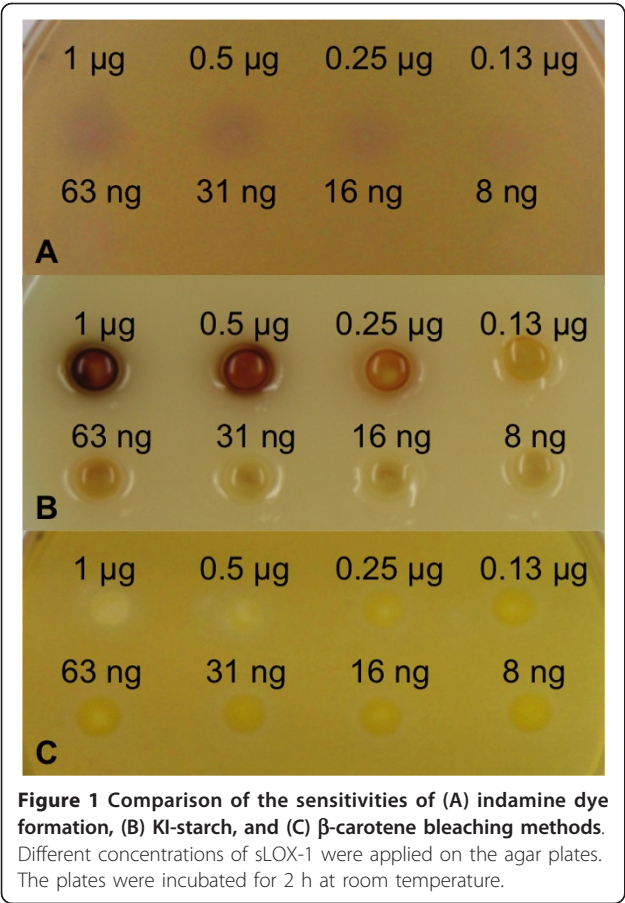 1 µg 0.5 µg 0.25 µg 0.13 µg
63 ng 31 ng 16 ng 8 ng
A
1 µg 0.5 µg 0.25 µg 0.13 µg
63 ng 31 ng 16 ng 8 ng
B
1 µg 0.5 µg 0.25 µg 0.13 µg
63 ng 31 ng 16 ng 8 ng
C
Figure 1 Comparison of the sensitivities of (A) indamine dye
formation, (B) KI-starch, and (C) β-carotene bleaching methods.
Different concentrations of sLOX-1 were applied on the agar plates.
The plates were incubated for 2 h at room temperature.